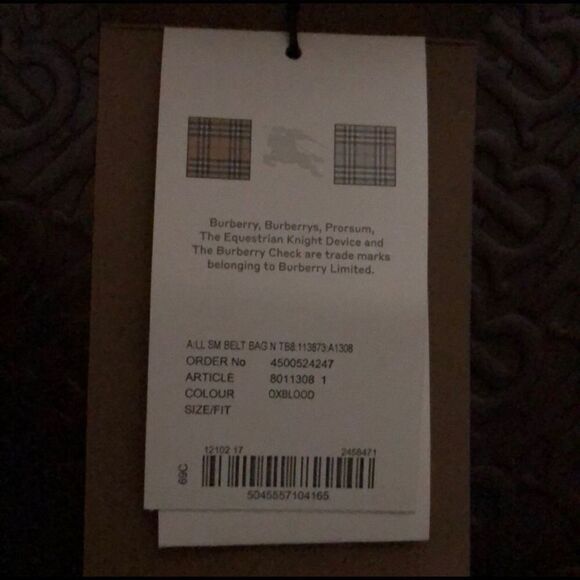 Burberry, Burberrys, Prorsum,
The Equestrian Knight Device and
The Burberry Check are trade marks
belonging to Burberry Limited.
A:LL SM BELT BAG N TB8:113873:A1308
ORDER No 4500524247
ARTICLE 8011308 1
COLOUR OXBLOOD
SIZE/FIT
12102 17 2458471
69C
5045557104165